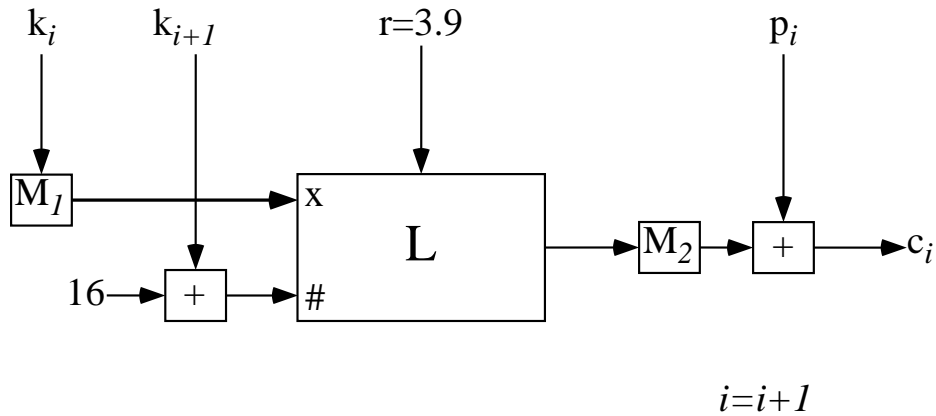 k_i k_{i+1} r=3.9 p_i
M_1 x
L
M_2 + c_i
16 + #
i=i+1